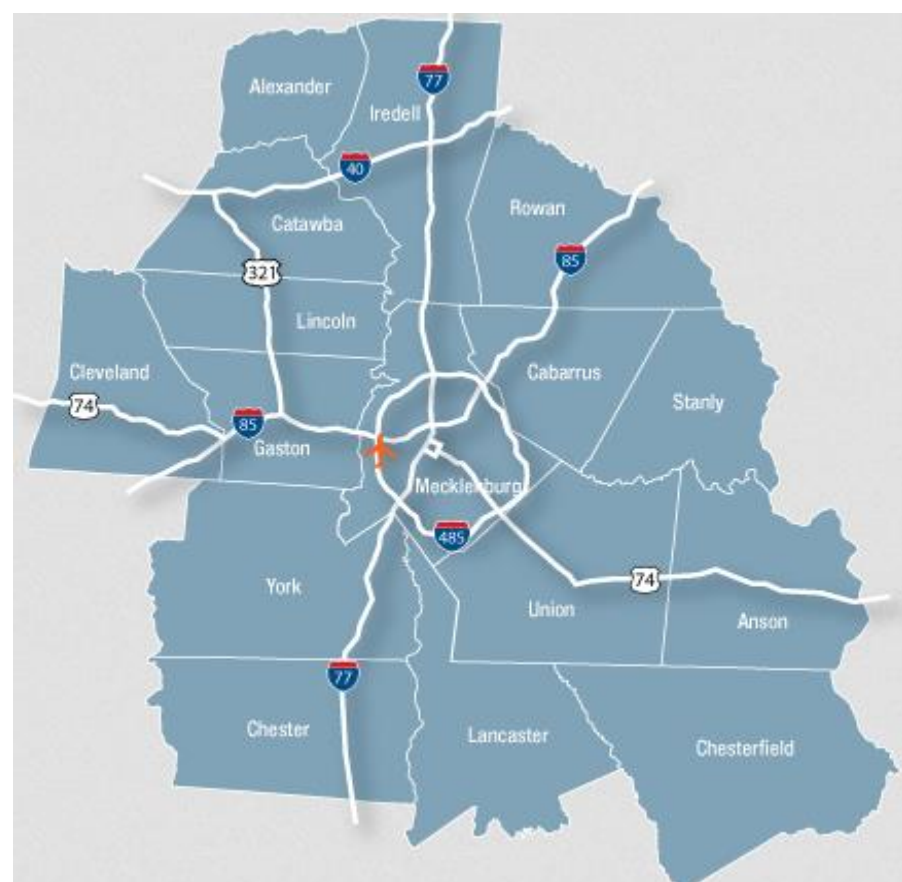 77
Alexander
Iredell
40
Rowan
Catawba
85
321
Lincoln
Cleveland
Cabarrus
74
Stanly
85
Gaston
Mecklenburg
485
York
74
Union
Anson
77
Chester
Lancaster
Chesterfield